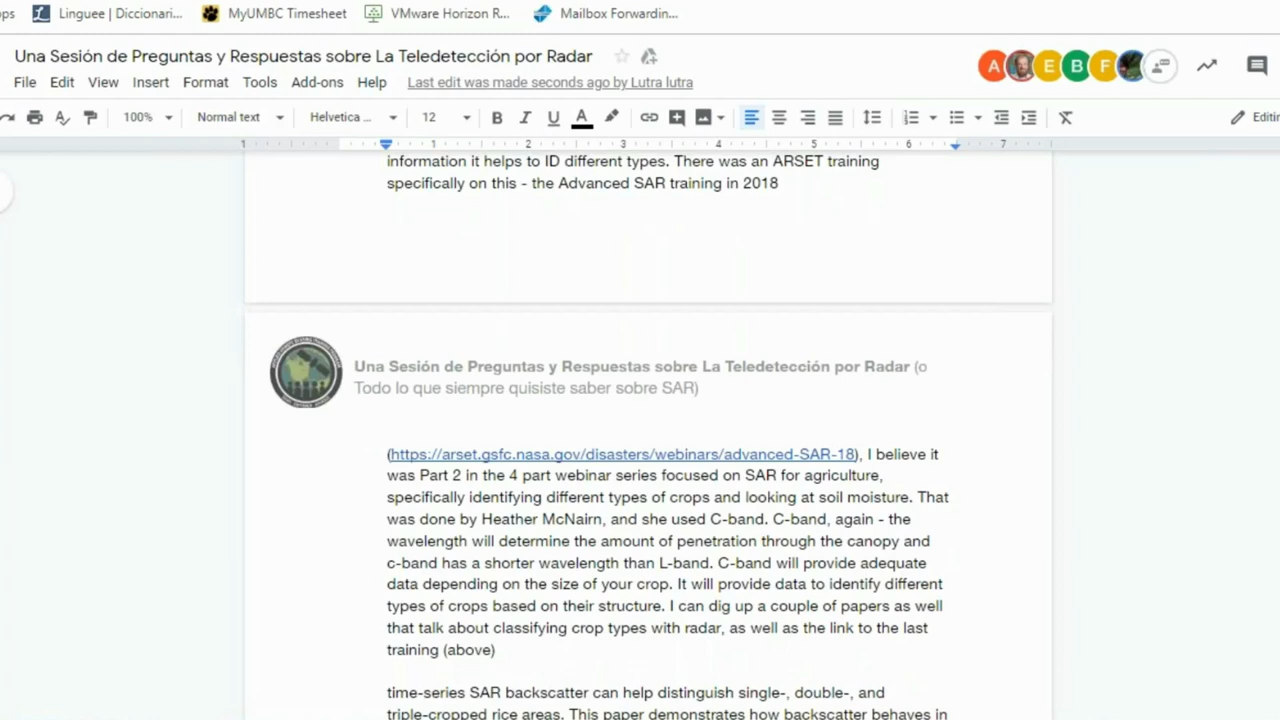 ops Linguee | Diccionari... MyUMBC Timesheet VMware Horizon R... Mailbox Forwardin...
Una Sesión de Preguntas y Respuestas sobre La Teledetección por Radar
A E B F
File Edit View Insert Format Tools Add-ons Help Last edit was made seconds ago by Lutra lutra
100% Normal text Helvetica ... 12 B I U A Editin
1 1 2 3 4 5 6 7
information it helps to ID different types. There was an ARSET training
specifically on this - the Advanced SAR training in 2018
Una Sesión de Preguntas y Respuestas sobre La Teledetección por Radar (o
Todo lo que siempre quisiste saber sobre SAR)
(https://arset.gsfc.nasa.gov/disasters/webinars/advanced-SAR-18), I believe it
was Part 2 in the 4 part webinar series focused on SAR for agriculture,
specifically identifying different types of crops and looking at soil moisture. That
was done by Heather McNairn, and she used C-band. C-band, again - the
wavelength will determine the amount of penetration through the canopy and
c-band has a shorter wavelength than L-band. C-band will provide adequate
data depending on the size of your crop. It will provide data to identify different
types of crops based on their structure. I can dig up a couple of papers as well
that talk about classifying crop types with radar, as well as the link to the last
training (above)
time-series SAR backscatter can help distinguish single-, double-, and
triple-cropped rice areas. This paper demonstrates how backscatter behaves in